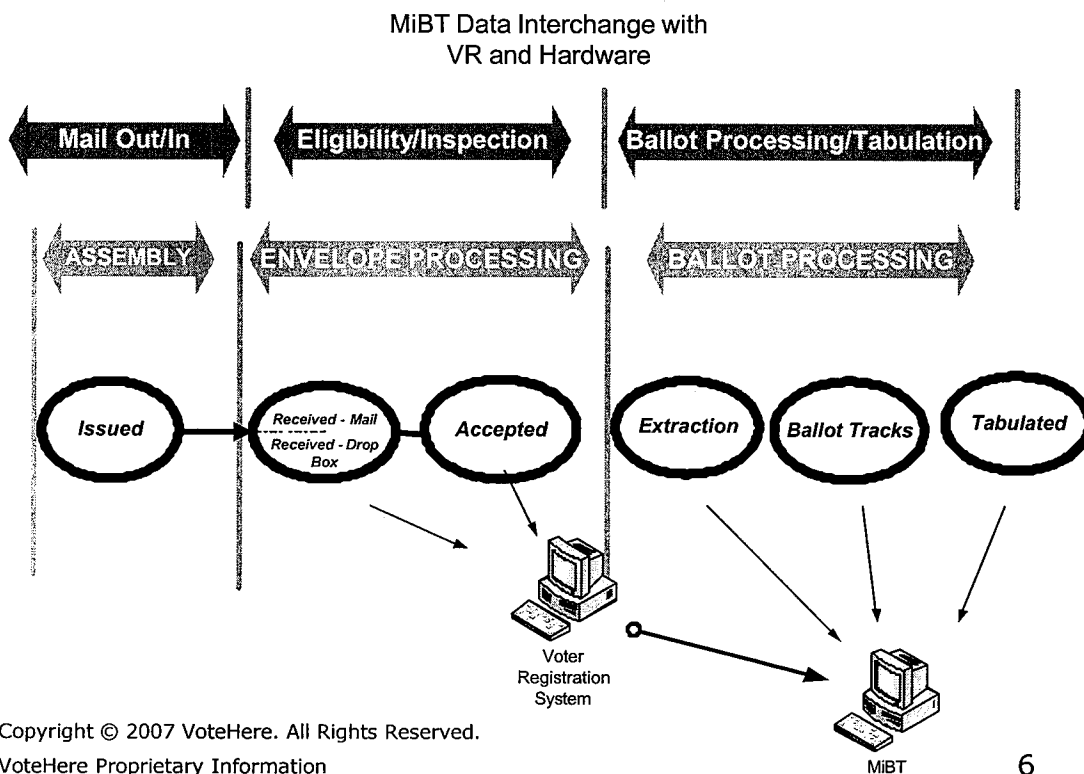 MiBT Data Interchange with
VR and Hardware
Mail Out/In
Eligibility/Inspection
Ballot Processing/Tabulation
ASSEMBLY
ENVELOPE PROCESSING
BALLOT PROCESSING
Issued
Received - Mail
Received - Drop
Box
Accepted
Extraction
Ballot Tracks
Tabulated
Voter
Registration
System
MiBT
Copyright © 2007 VoteHere. All Rights Reserved.
VoteHere Proprietary Information
6